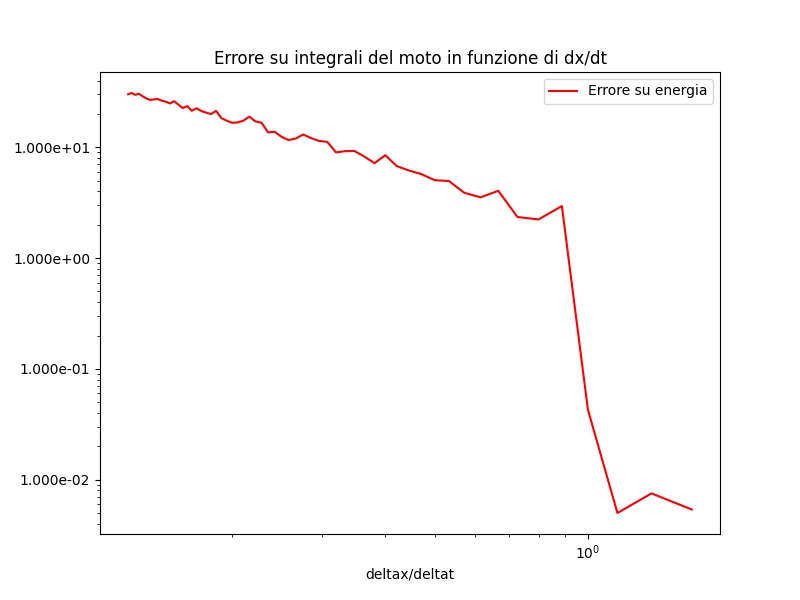 Errore su integrali del moto in funzione di dx/dt
Errore su energia
1.000e+01
1.000e+00
1.000e-01
1.000e-02
10⁰
deltax/deltat